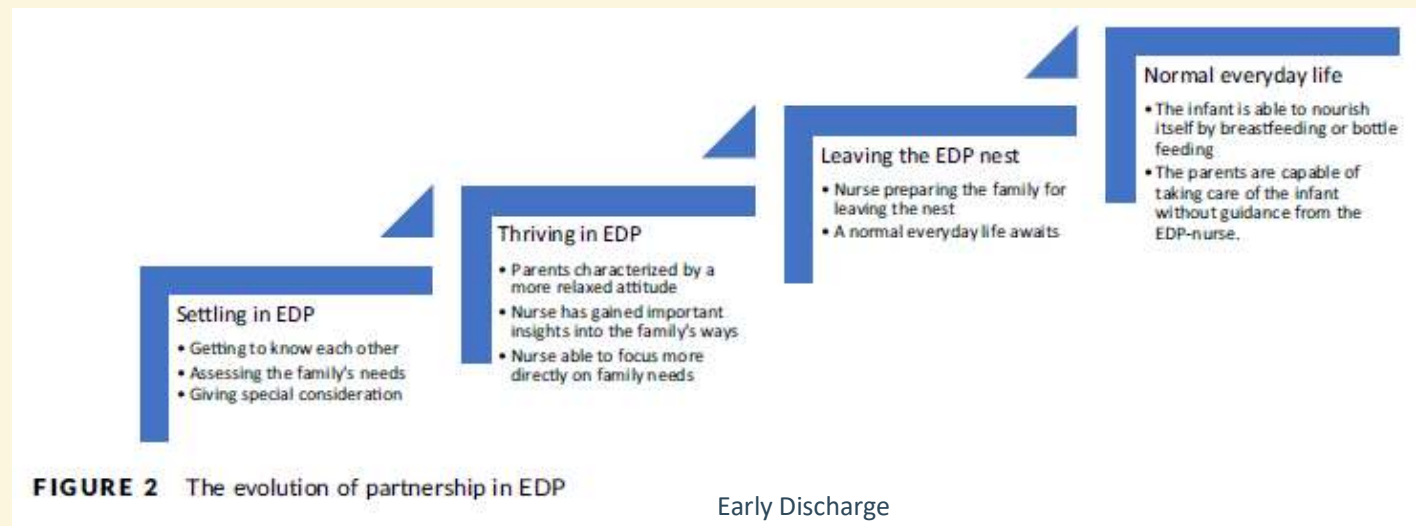 Settling in EDP
• Getting to know each other
• Assessing the family's needs
• Giving special consideration
Thriving in EDP
• Parents characterized by a
more relaxed attitude
• Nurse has gained important
insights into the family's ways
• Nurse able to focus more
directly on family needs
Leaving the EDP nest
• Nurse preparing the family for
leaving the nest
• A normal everyday life awaits
Normal everyday life
• The infant is able to nourish
itself by breastfeeding or bottle
feeding
• The parents are capable of
taking care of the infant
without guidance from the
EDP-nurse.
FIGURE 2 The evolution of partnership in EDP
Early Discharge